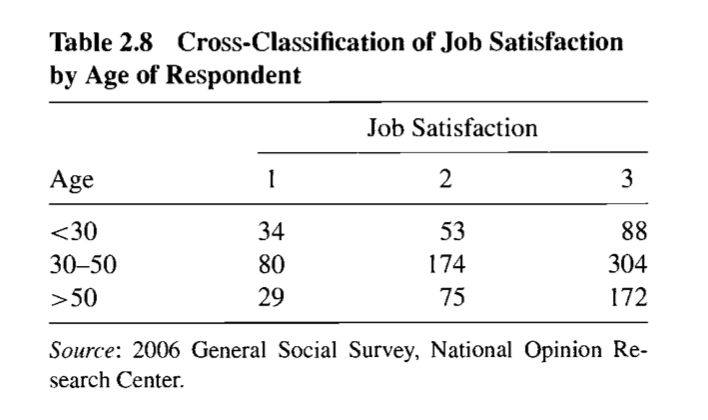 Table 2.8 Cross-Classification of Job Satisfaction
by Age of Respondent
Job Satisfaction
Age 1 2 3
<30 34 53 88
30–50 80 174 304
>50 29 75 172
Source: 2006 General Social Survey, National Opinion Re-
search Center.